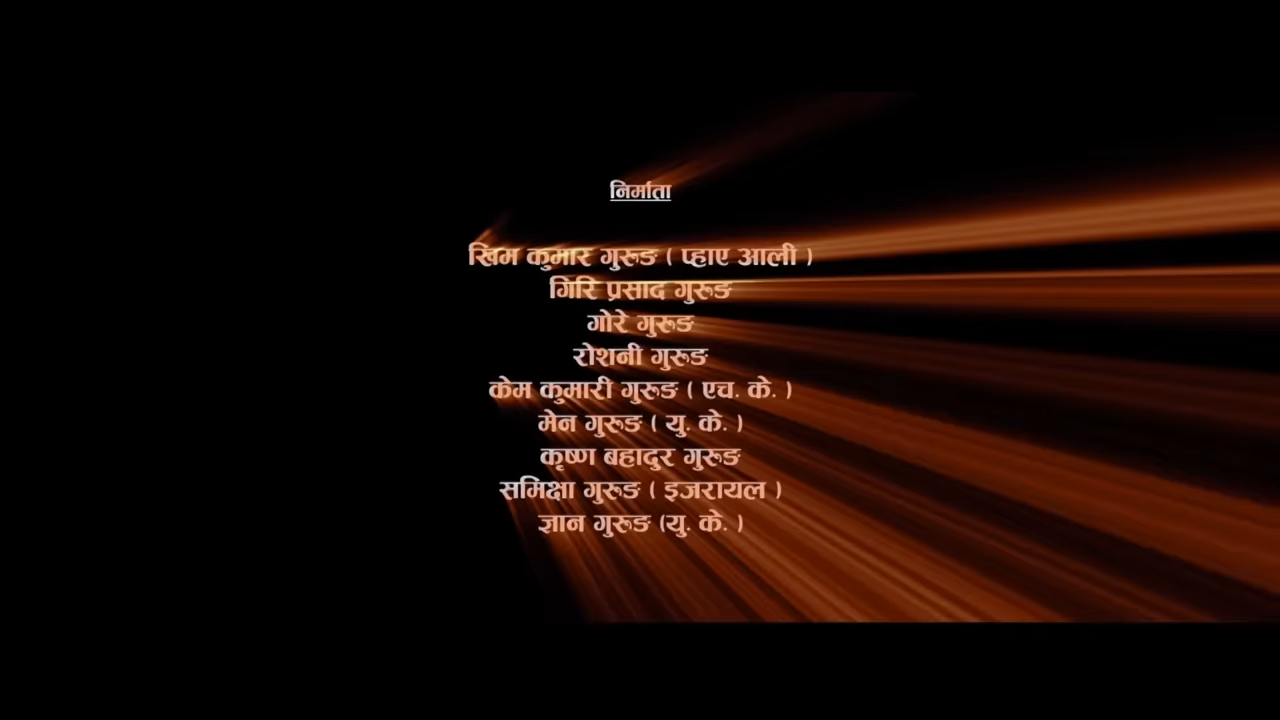 निर्माता
खिम कुमार गुरूङ ( प्हाए आली )
गिरि प्रसाद गुरूङ
गोरे गुरूङ
रोशनी गुरूङ
केम कुमारी गुरूङ ( एच. के. )
मेन गुरूङ ( यु. के. )
कृष्ण बहादुर गुरूङ
समिक्षा गुरूङ ( इजरायल )
ज्ञान गुरूङ (यु. के. )